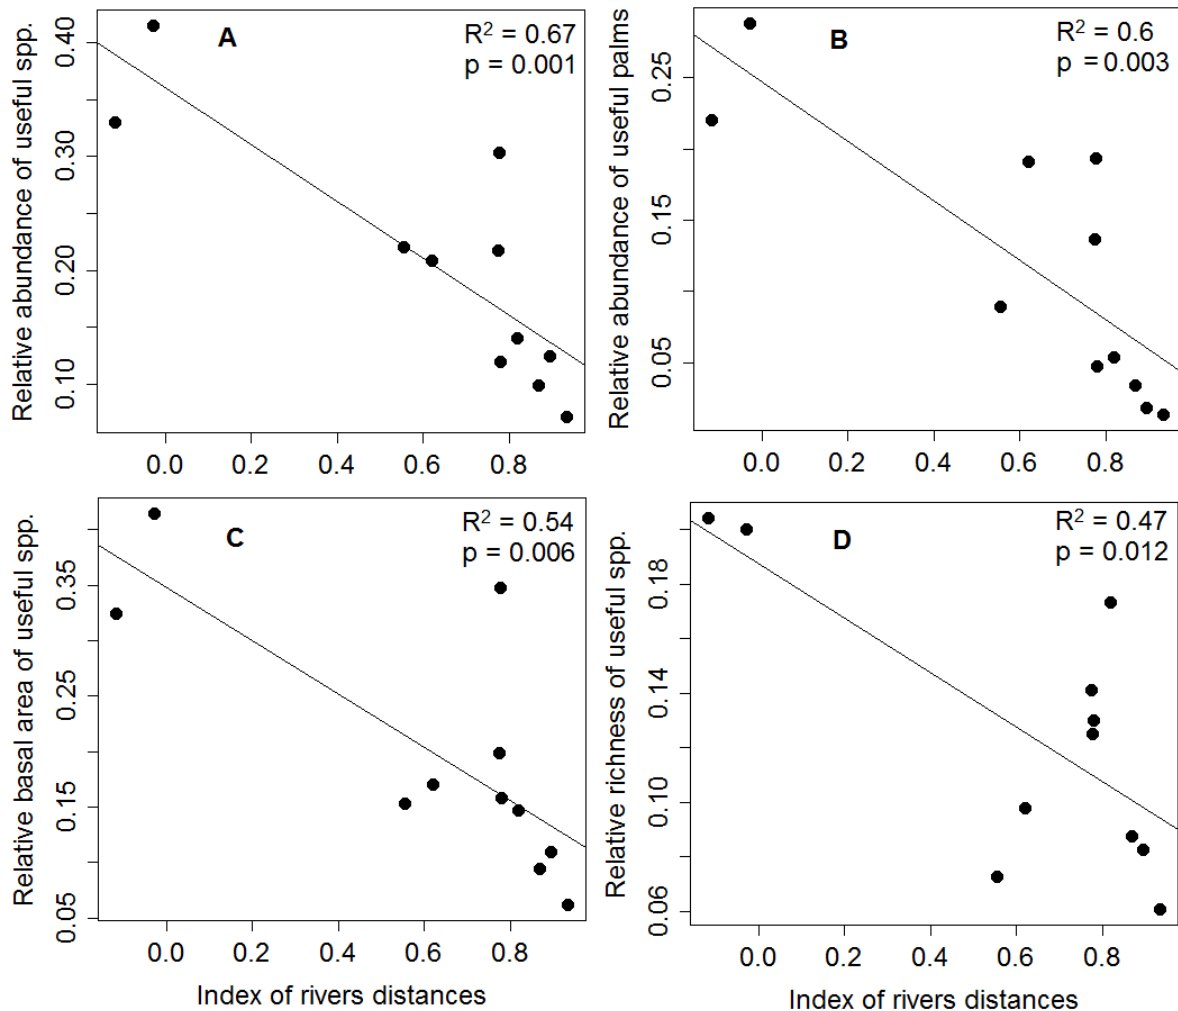 Relative abundance of useful spp.
0.40
0.30
0.20
0.10
A
R² = 0.67
p = 0.001
0.0 0.2 0.4 0.6 0.8
Relative abundance of useful palms
0.25
0.15
0.05
B
R² = 0.6
p = 0.003
0.0 0.2 0.4 0.6 0.8
Relative basal area of useful spp.
0.35
0.25
0.15
0.05
C
R² = 0.54
p = 0.006
0.0 0.2 0.4 0.6 0.8
Index of rivers distances
Relative richness of useful spp.
0.18
0.14
0.10
0.06
D
R² = 0.47
p = 0.012
0.0 0.2 0.4 0.6 0.8
Index of rivers distances